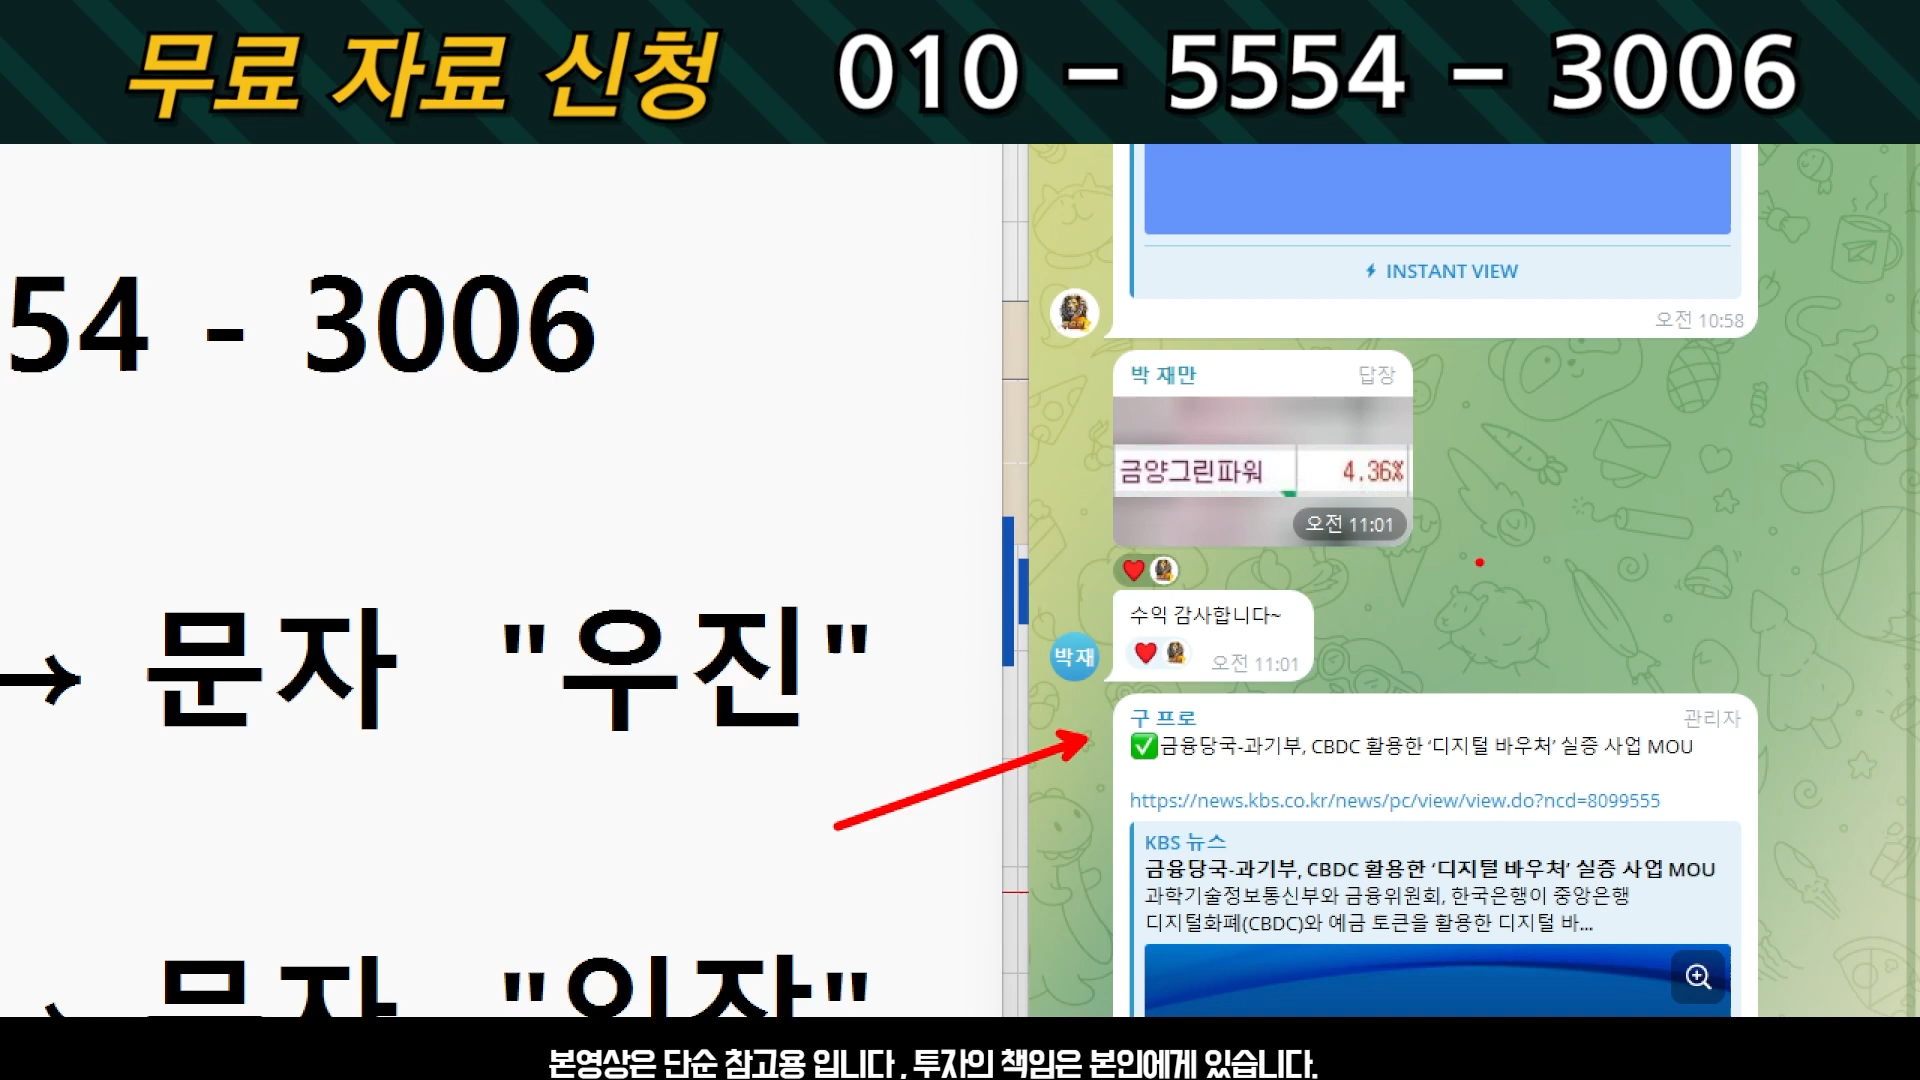 무료 자료 신청 010 - 5554 - 3006
54 - 3006
→ 문자 "우진"
문자 "입장"
INSTANT VIEW
오전 10:58
박 재만 답장
금양그린파워 4.36%
오전 11:01
수익 감사합니다~
박재
오전 11:01
구 프로 관리자
✅금융당국-과기부, CBDC 활용한 ‘디지털 바우처’ 실증 사업 MOU
https://news.kbs.co.kr/news/pc/view/view.do?ncd=8099555
KBS 뉴스
금융당국-과기부, CBDC 활용한 ‘디지털 바우처’ 실증 사업 MOU
과학기술정보통신부와 금융위원회, 한국은행이 중앙은행
디지털화폐(CBDC)와 예금 토큰을 활용한 디지털 바...
본영상은 단순 참고용 입니다, 투자의 책임은 본인에게 있습니다.